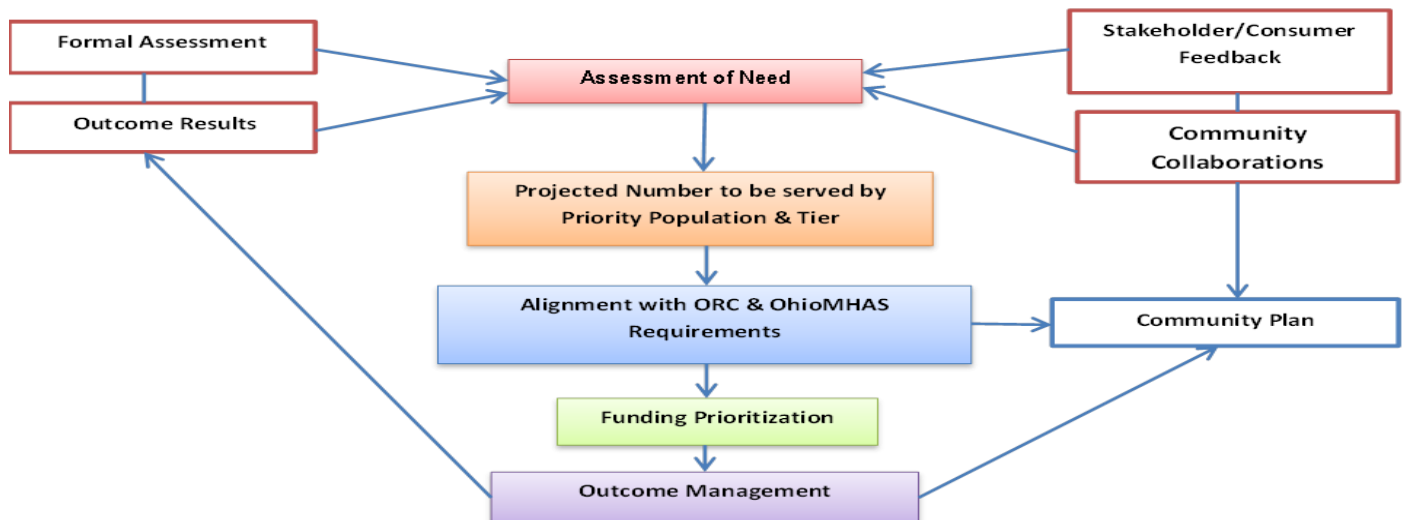 Formal Assessment
Stakeholder/Consumer
Feedback
Assessment of Need
Outcome Results
Community
Collaborations
Projected Number to be served by
Priority Population & Tier
Alignment with ORC & OhioMHAS
Requirements
Community Plan
Funding Prioritization
Outcome Management